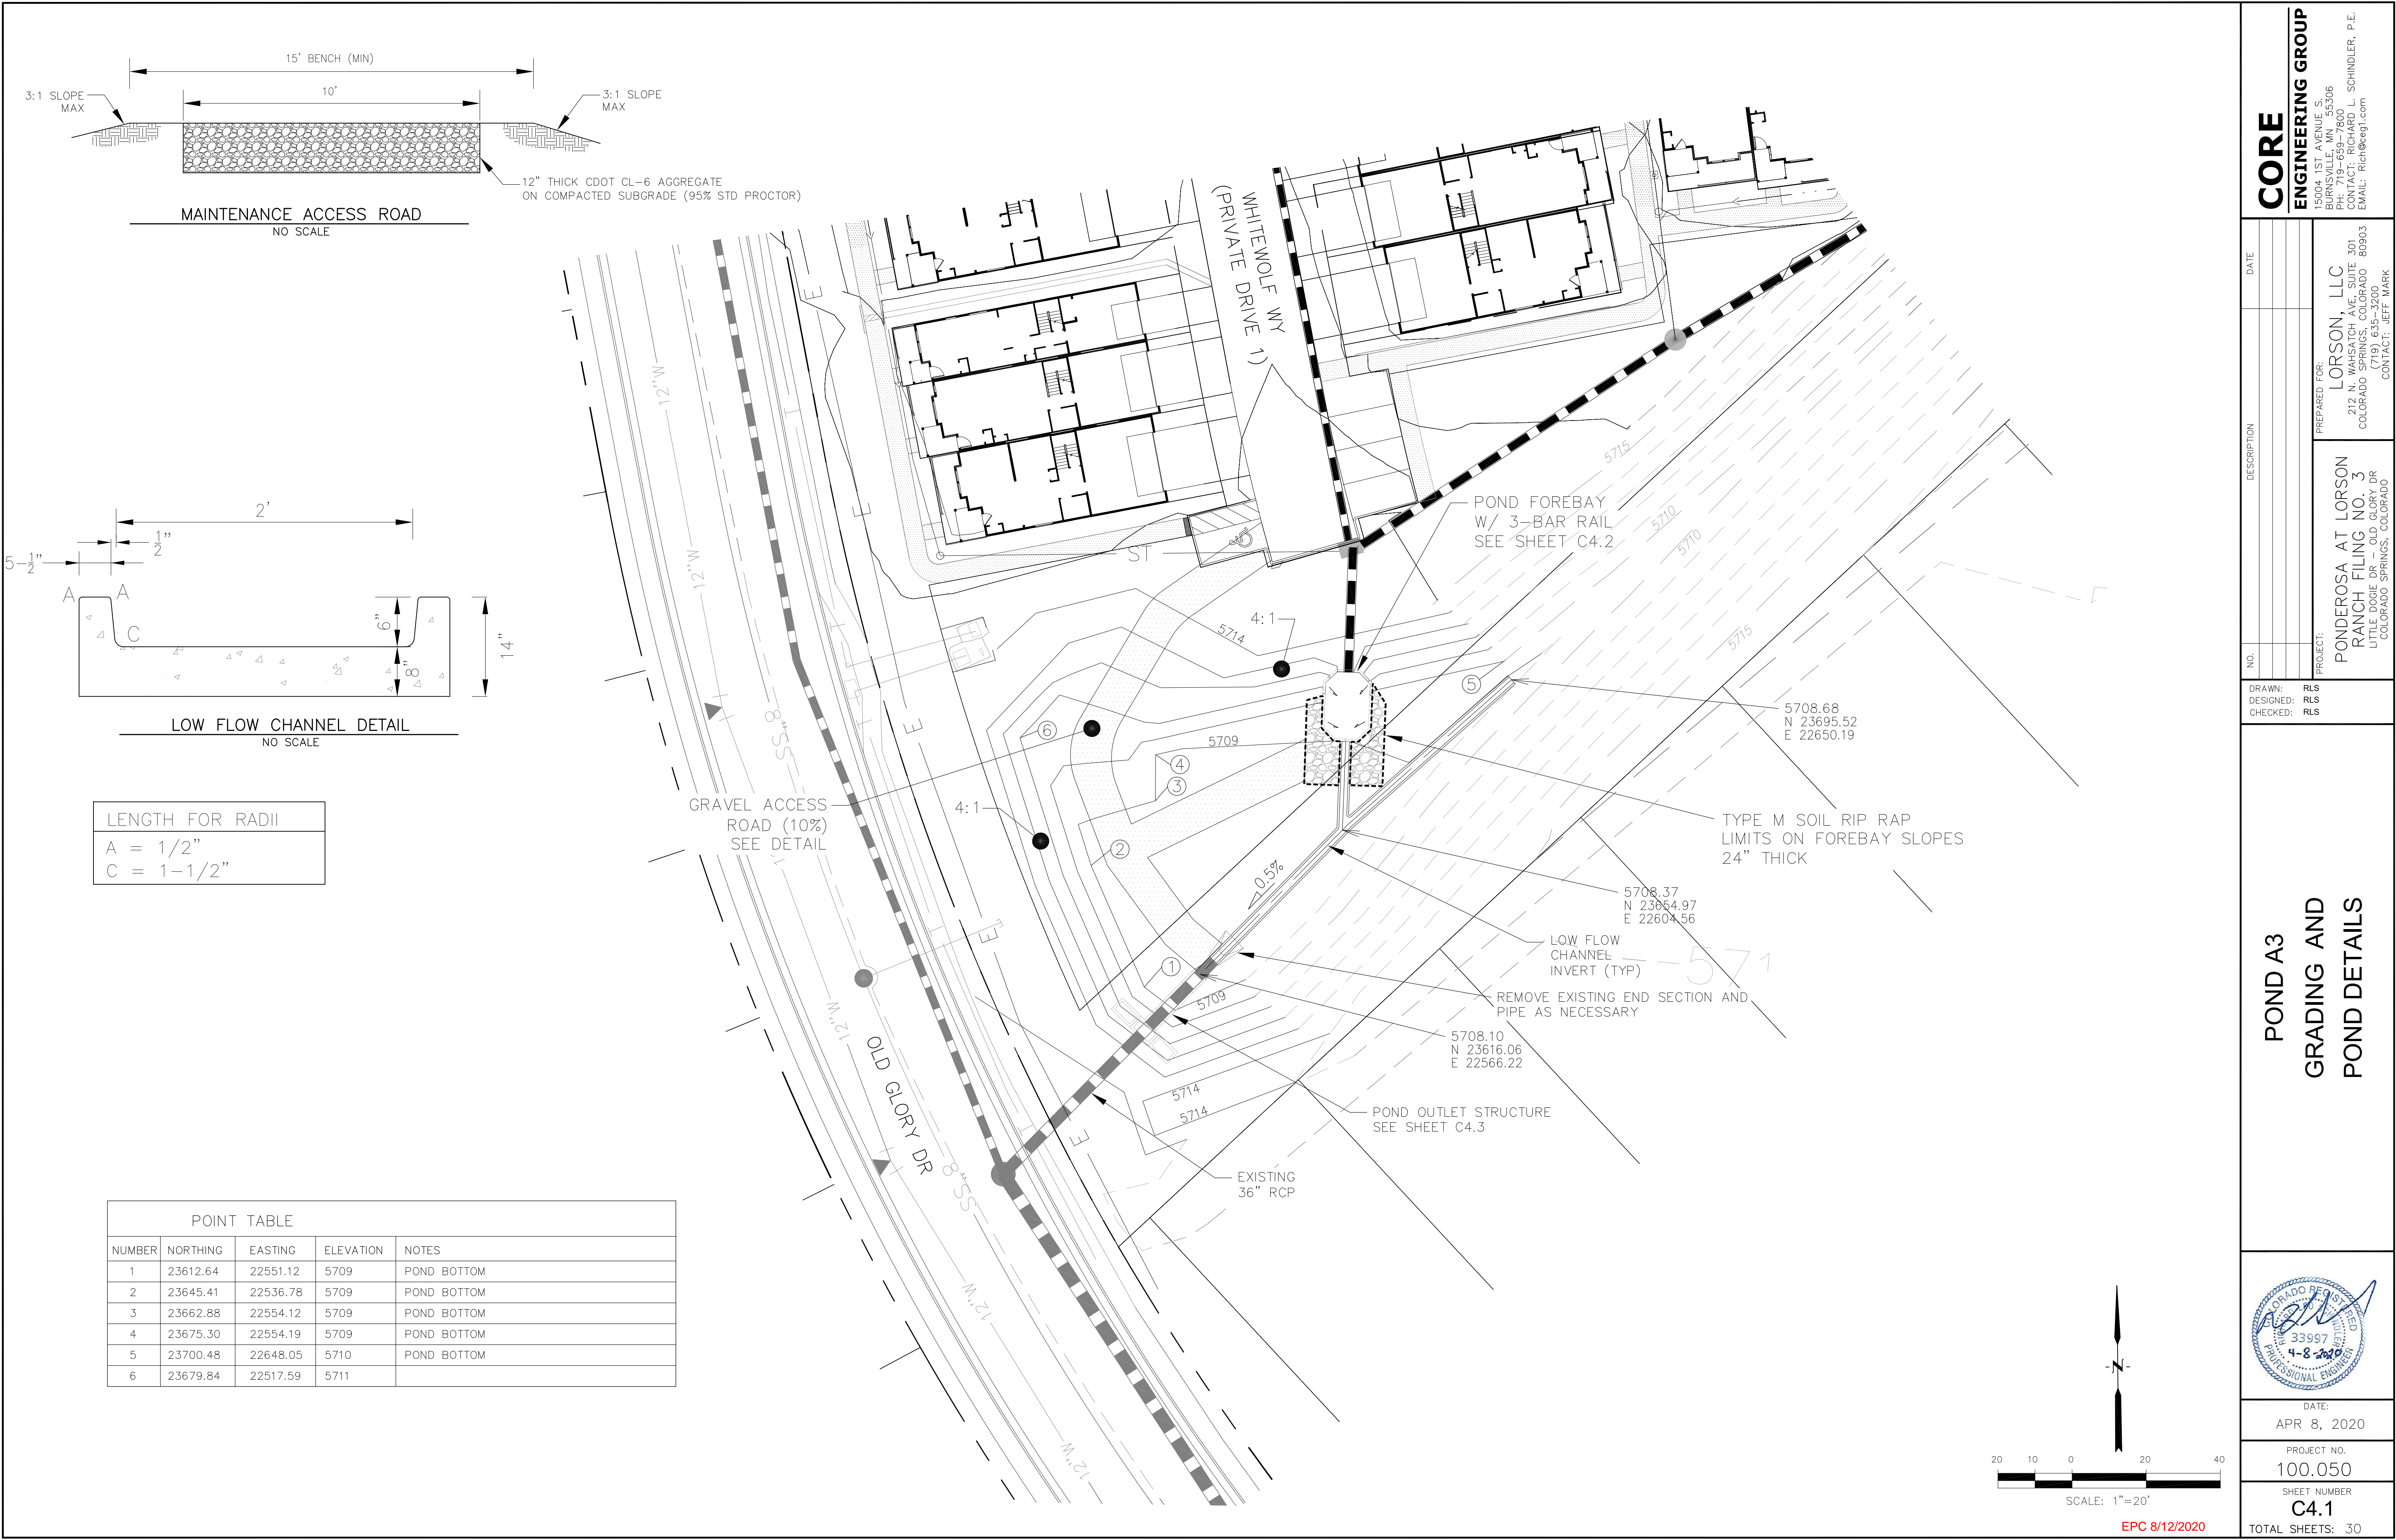 15' BENCH (MIN)
10'
3:1 SLOPE
MAX
3:1 SLOPE
MAX
12" THICK CDOT CL-6 AGGREGATE
ON COMPACTED SUBGRADE (95% STD PROCTOR)
MAINTENANCE ACCESS ROAD
NO SCALE
2'
1/2"
5-1/2"
A
A
C
6"
8"
14"
LOW FLOW CHANNEL DETAIL
NO SCALE
LENGTH FOR RADII
A = 1/2"
C = 1-1/2"
POINT TABLE
NUMBER NORTHING EASTING ELEVATION NOTES
1 23612.64 22551.12 5709 POND BOTTOM
2 23645.41 22536.78 5709 POND BOTTOM
3 23662.88 22554.12 5709 POND BOTTOM
4 23675.30 22554.19 5709 POND BOTTOM
5 23700.48 22648.05 5710 POND BOTTOM
6 23679.84 22517.59 5711
WHITEWOLF WY
(PRIVATE DRIVE 1)
12"W
12"W
E
T
ST
POND FOREBAY
W/ 3-BAR RAIL
SEE SHEET C4.2
5715
5710
5710
5715
4:1
5714
5
6
5709
4
3
GRAVEL ACCESS
ROAD (10%)
SEE DETAIL
4:1
2
8" SS
E
T
0.5%
5708.68
N 23695.52
E 22650.19
TYPE M SOIL RIP RAP
LIMITS ON FOREBAY SLOPES
24" THICK
5708.37
N 23654.97
E 22604.56
LOW FLOW
CHANNEL
INVERT (TYP)
571
1
REMOVE EXISTING END SECTION AND
PIPE AS NECESSARY
5709
5708.10
N 23616.06
E 22566.22
5714
5714
POND OUTLET STRUCTURE
SEE SHEET C4.3
EXISTING
36" RCP
E
E
12"W
OLD GLORY DR
8" SS
12"W
12"W
N
20 10 0 20 40
SCALE: 1"=20'
EPC 8/12/2020
CORE
ENGINEERING GROUP
15004 1ST AVENUE S.
BURNSVILLE, MN 55306
PH: 719-659-7800
CONTACT: RICHARD L. SCHINDLER, P.E.
EMAIL: Rich@ceg1.com
DATE
DESCRIPTION
NO.
PREPARED FOR:
LORSON, LLC
212 N. WAHSATCH AVE, SUITE 301
COLORADO SPRINGS, COLORADO 80903
(719) 635-3200
CONTACT: JEFF MARK
PROJECT:
PONDEROSA AT LORSON
RANCH FILING NO. 3
LITTLE DOGIE DR - OLD GLORY DR
COLORADO SPRINGS, COLORADO
DRAWN: RLS
DESIGNED: RLS
CHECKED: RLS
POND A3
GRADING AND
POND DETAILS
COLORADO REGISTERED
33997
4-8-2020
PROFESSIONAL ENGINEER
DATE:
APR 8, 2020
PROJECT NO.
100.050
SHEET NUMBER
C4.1
TOTAL SHEETS: 30